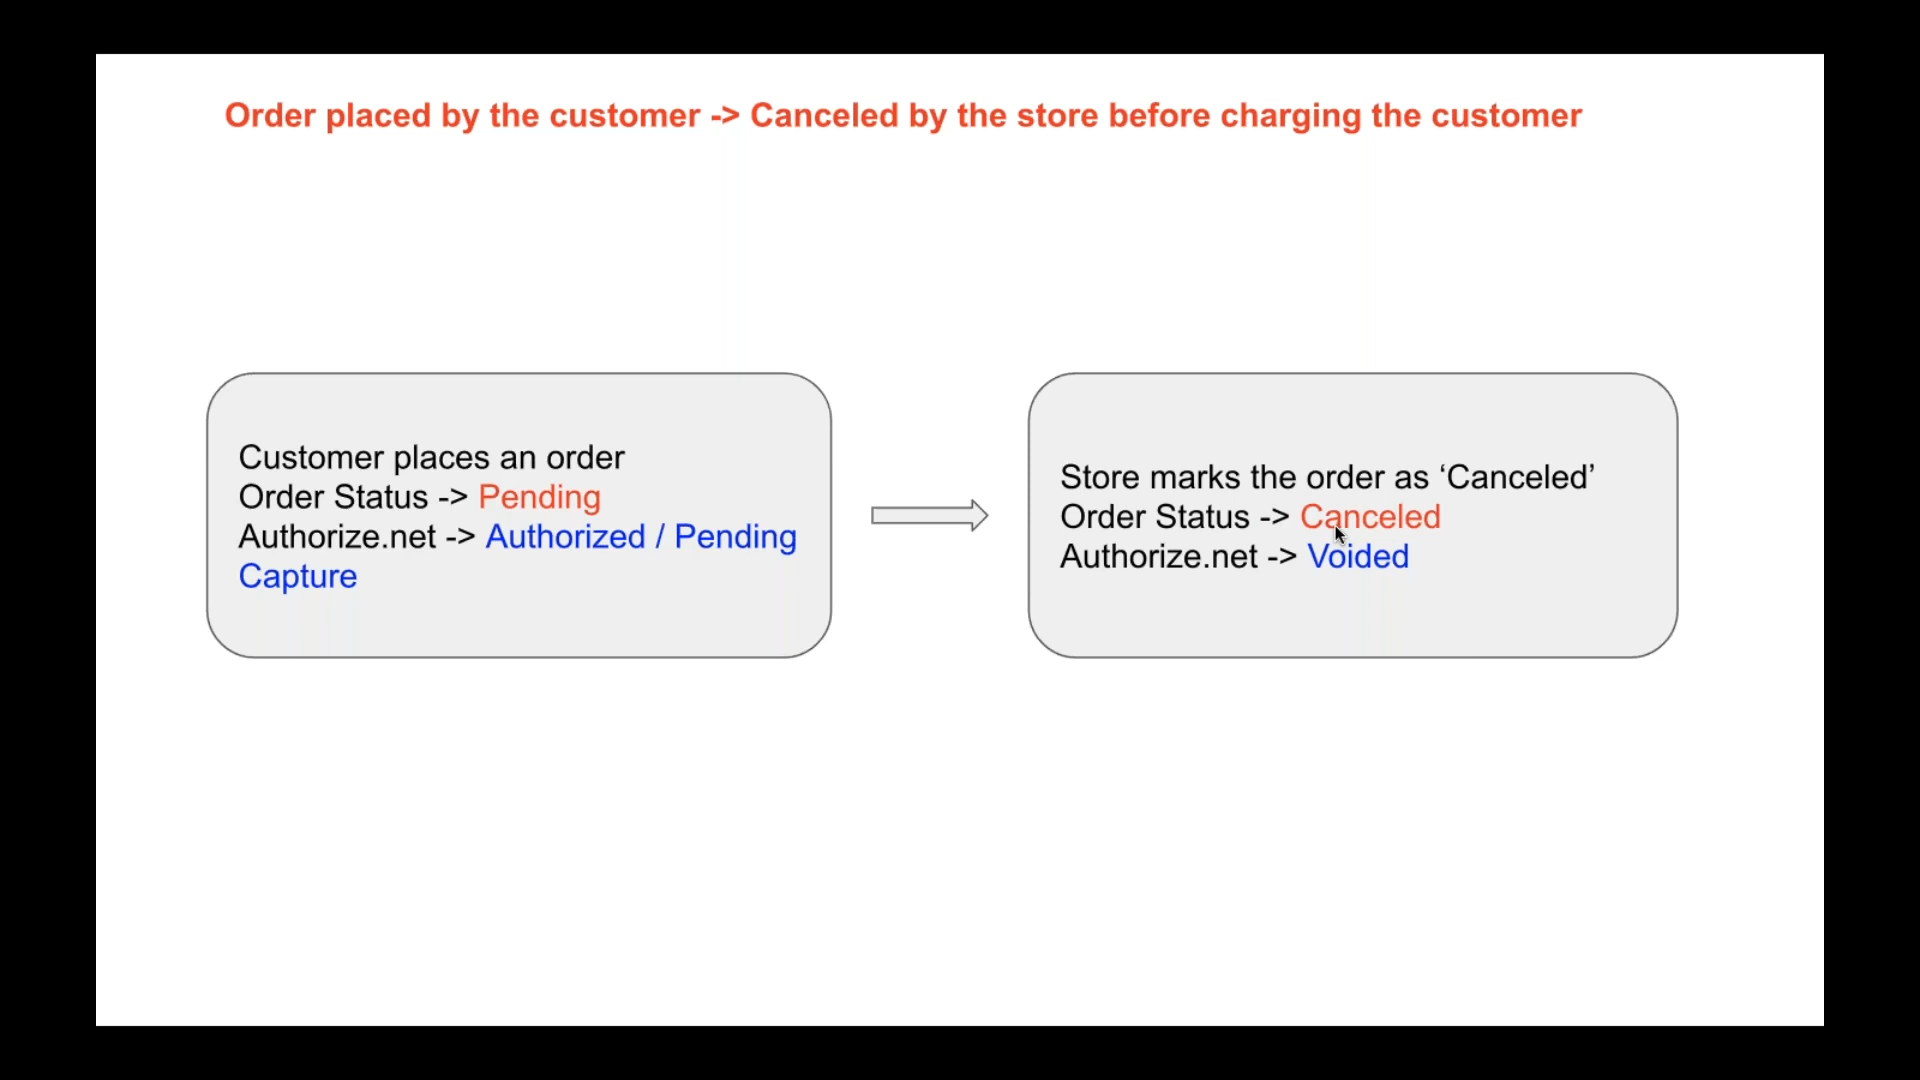 Order placed by the customer -> Canceled by the store before charging the customer
Customer places an order
Order Status -> Pending
Authorize.net -> Authorized / Pending
Capture
Store marks the order as ‘Canceled’
Order Status -> Canceled
Authorize.net -> Voided